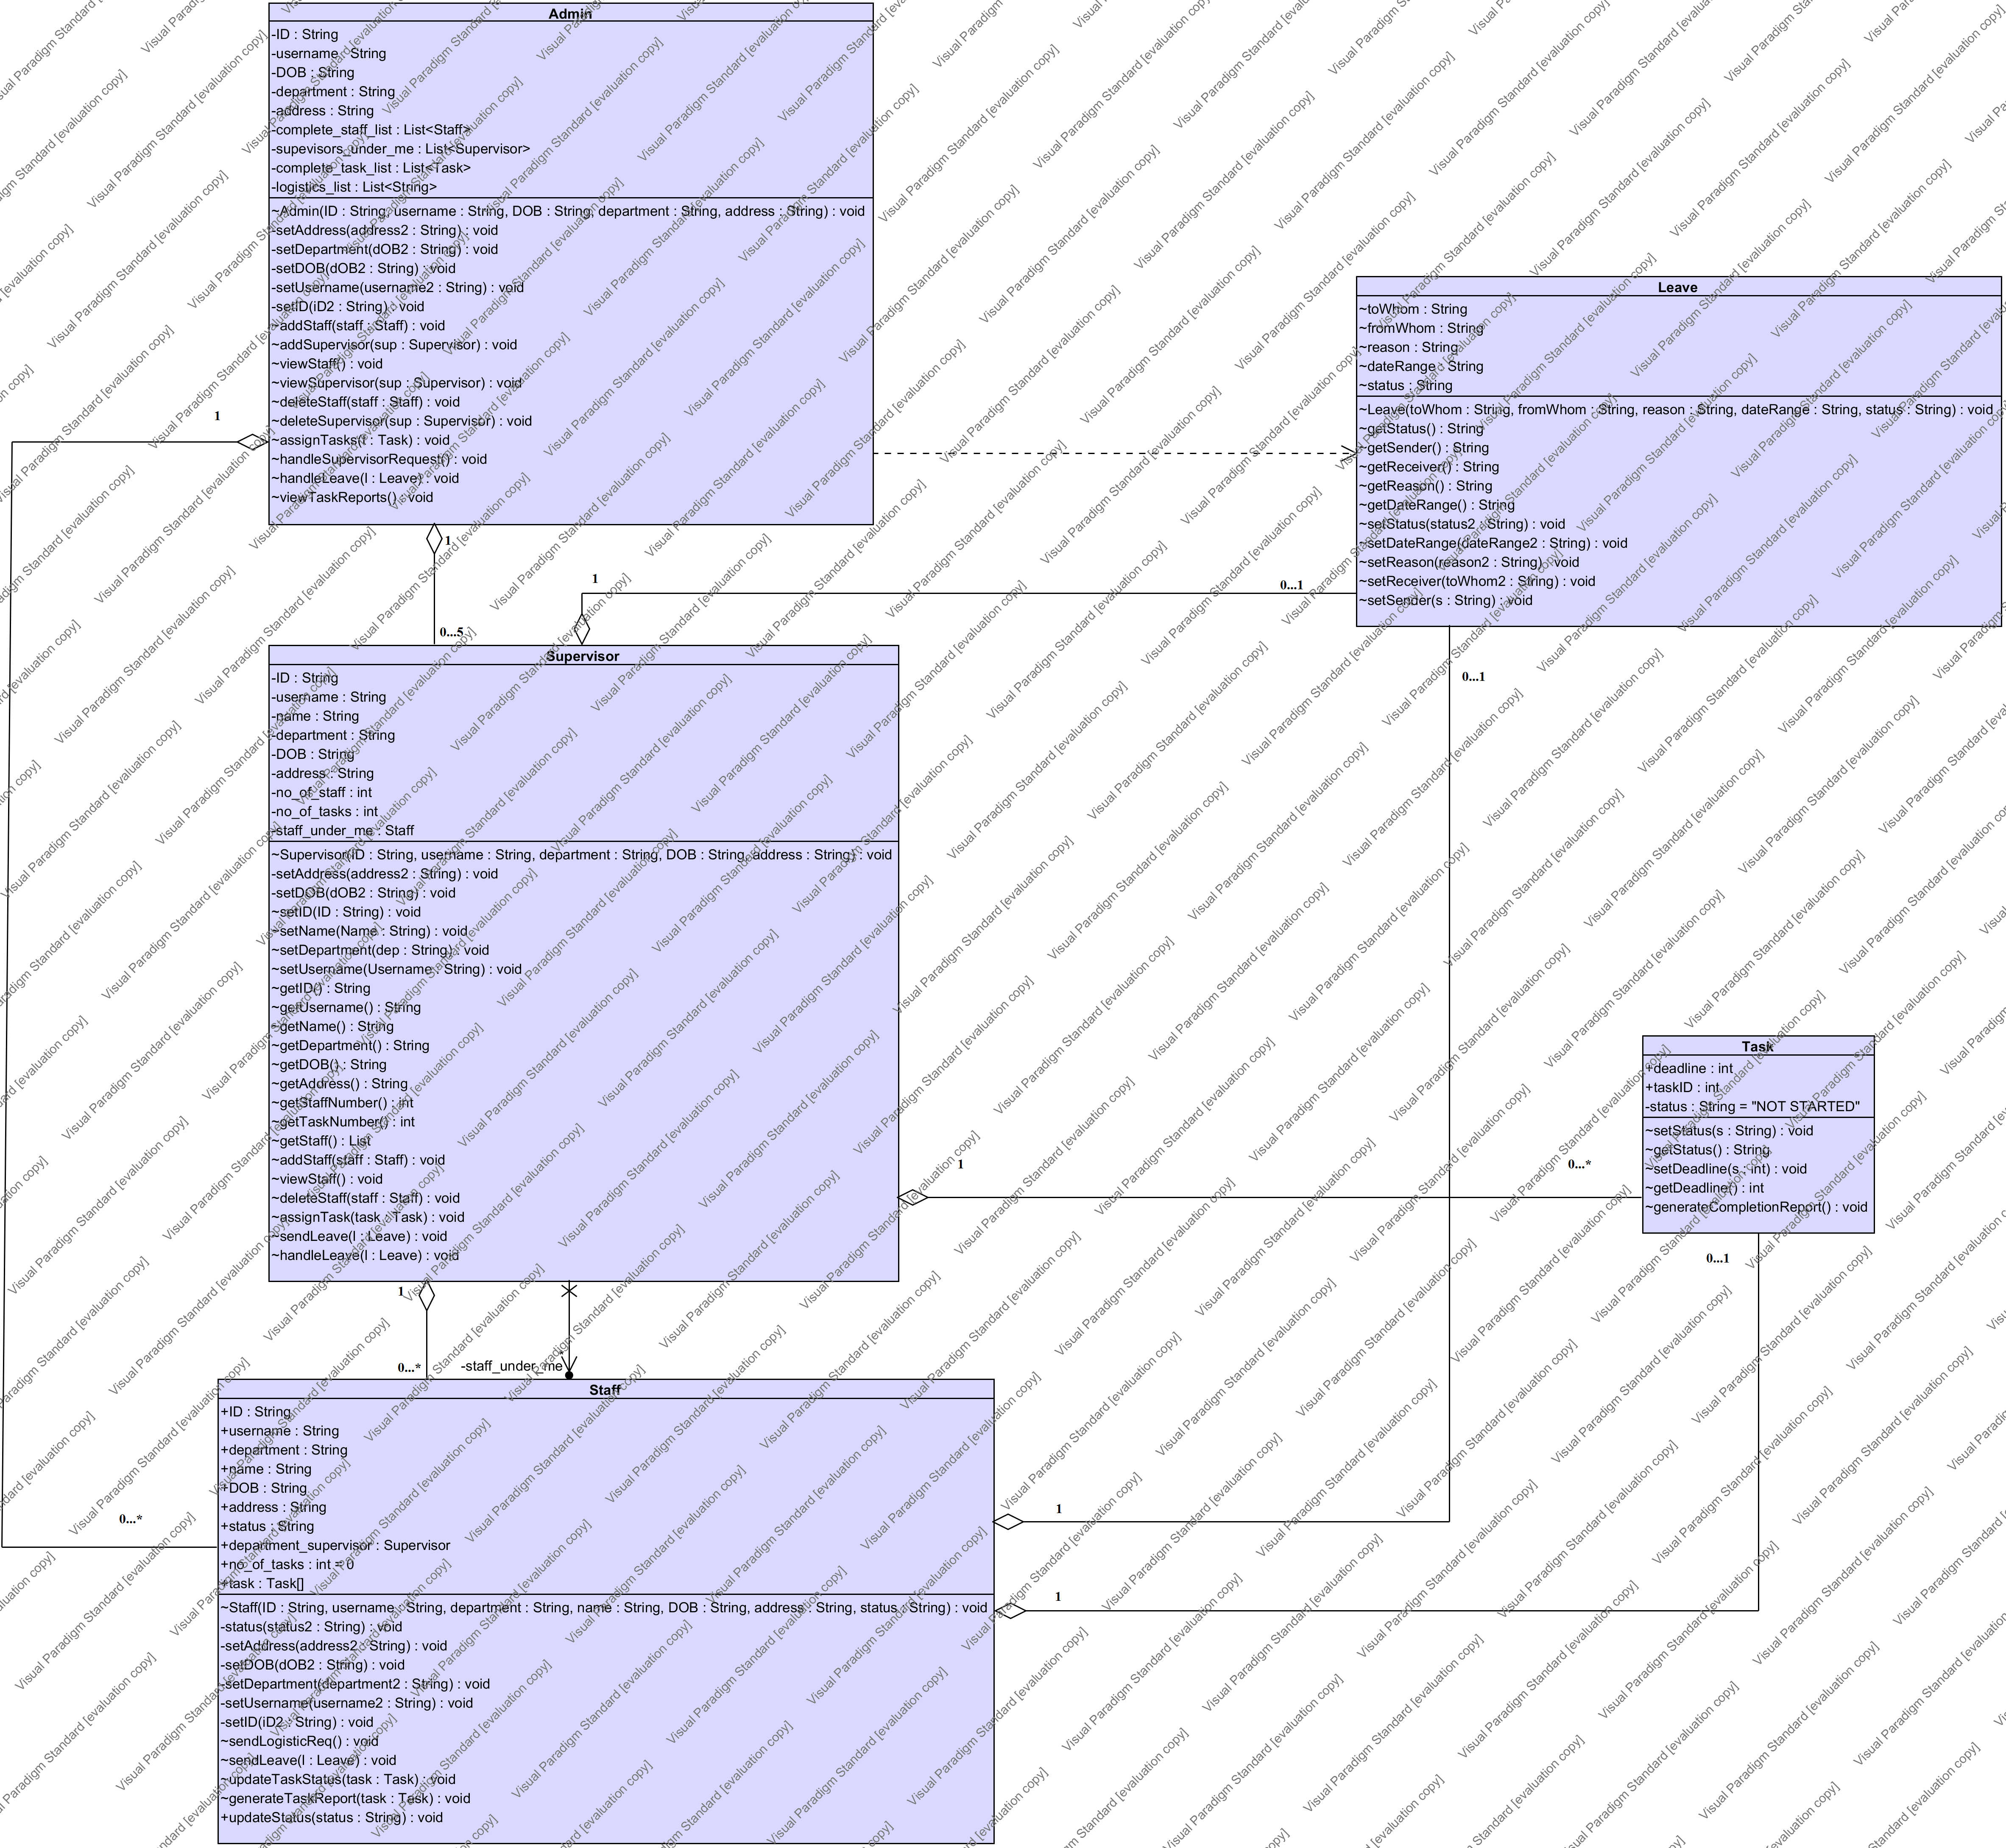 Admin
-ID : String
-username : String
-DOB : String
-department : String
-address : String
-complete_staff_list : List<Staff>
-supevisors_under_me : List<Supervisor>
-complete_task_list : List<Task>
-logistics_list : List<String>
~Admin(ID : String, username : String, DOB : String, department : String, address : String) : void
-setAddress(address2 : String) : void
-setDepartment(dOB2 : String) : void
-setDOB(dOB2 : String) : void
-setUsername(username2 : String) : void
-setID(iD2 : String) : void
~addStaff(staff : Staff) : void
~addSupervisor(sup : Supervisor) : void
~viewStaff() : void
~viewSupervisor(sup : Supervisor) : void
~deleteStaff(staff : Staff) : void
~deleteSupervisor(sup : Supervisor) : void
~assignTasks(t : Task) : void
~handleSupervisorRequest() : void
~handleLeave(l : Leave) : void
~viewTaskReports() : void
Leave
~toWhom : String
~fromWhom : String
~reason : String
~dateRange : String
~status : String
~Leave(toWhom : String, fromWhom : String, reason : String, dateRange : String, status : String) : void
~getStatus() : String
~getSender() : String
~getReceiver() : String
~getReason() : String
~getDateRange() : String
~setStatus(status2 : String) : void
~setDateRange(dateRange2 : String) : void
~setReason(reason2 : String) : void
~setReceiver(toWhom2 : String) : void
~setSender(s : String) : void
1
1
0...5
1
0...1
0...1
Supervisor
-ID : String
-username : String
-name : String
-department : String
-DOB : String
-address : String
-no_of_staff : int
-no_of_tasks : int
-staff_under_me : Staff
~Supervisor(ID : String, username : String, department : String, DOB : String, address : String) : void
-setAddress(address2 : String) : void
-setDOB(dOB2 : String) : void
~setID(ID : String) : void
~setName(Name : String) : void
~setDepartment(dep : String) : void
~setUsername(Username : String) : void
~getID() : String
~getUsername() : String
~getName() : String
~getDepartment() : String
~getDOB() : String
~getAddress() : String
~getStaffNumber() : int
~getTaskNumber() : int
~getStaff() : List
~addStaff(staff : Staff) : void
~viewStaff() : void
~deleteStaff(staff : Staff) : void
~assignTask(task : Task) : void
~sendLeave(l : Leave) : void
~handleLeave(l : Leave) : void
Task
+deadline : int
+taskID : int
-status : String = "NOT STARTED"
~setStatus(s : String) : void
~getStatus() : String
~setDeadline(s : int) : void
~getDeadline() : int
~generateCompletionReport() : void
1
0...*
0...1
1
0...*
-staff_under_me
*
Staff
+ID : String
+username : String
+department : String
+name : String
+DOB : String
+address : String
+status : String
+department_supervisor : Supervisor
+no_of_tasks : int = 0
+task : Task[]
~Staff(ID : String, username : String, department : String, name : String, DOB : String, address : String, status : String) : void
-status(status2 : String) : void
-setAddress(address2 : String) : void
-setDOB(dOB2 : String) : void
-setDepartment(department2 : String) : void
-setUsername(username2 : String) : void
-setID(iD2 : String) : void
~sendLogisticReq() : void
~sendLeave(l : Leave) : void
~updateTaskStatus(task : Task) : void
~generateTaskReport(task : Task) : void
+updateStatus(status : String) : void
0...*
1
1
Visual Paradigm Standard [evaluation copy]